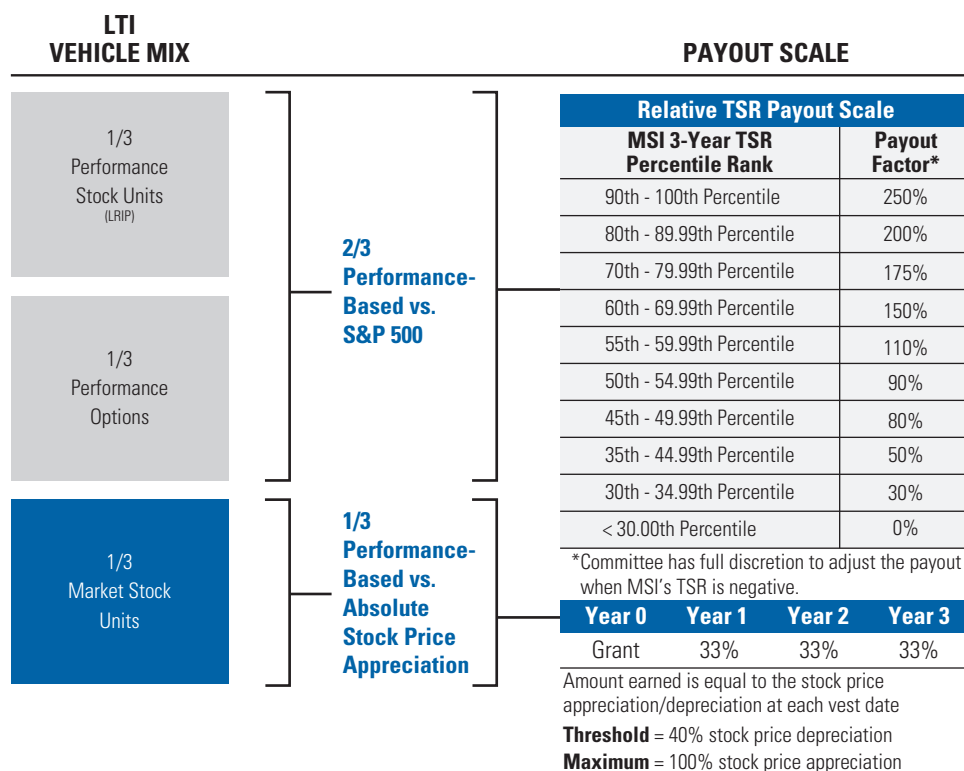 LTI
VEHICLE MIX
PAYOUT SCALE
1/3
Performance
Stock Units
(LRIP)
1/3
Performance
Options
1/3
Market Stock
Units
2/3
Performance-
Based vs.
S&P 500
1/3
Performance-
Based vs.
Absolute
Stock Price
Appreciation
Relative TSR Payout Scale
MSI 3-Year TSR Payout
Percentile Rank Factor*
90th - 100th Percentile 250%
80th - 89.99th Percentile 200%
70th - 79.99th Percentile 175%
60th - 69.99th Percentile 150%
55th - 59.99th Percentile 110%
50th - 54.99th Percentile 90%
45th - 49.99th Percentile 80%
35th - 44.99th Percentile 50%
30th - 34.99th Percentile 30%
< 30.00th Percentile 0%
*Committee has full discretion to adjust the payout
when MSI's TSR is negative.
Year 0 Year 1 Year 2 Year 3
Grant 33% 33% 33%
Amount earned is equal to the stock price
appreciation/depreciation at each vest date
Threshold = 40% stock price depreciation
Maximum = 100% stock price appreciation